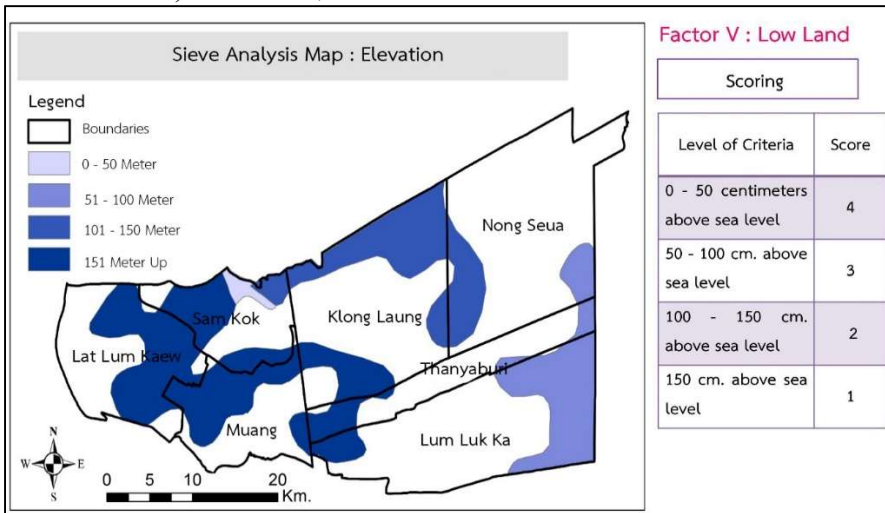 Sieve Analysis Map : Elevation
Legend
Boundaries
0 - 50 Meter
51 - 100 Meter
101 - 150 Meter
151 Meter Up
Nong Seua
Klong Laung
Sam Kok
Lat Lum Kaew
Thanyaburi
Muang
Lum Luk Ka
N
W
E
S
0 5 10 20
Km.
Factor V : Low Land
Scoring
Level of Criteria Score
0 - 50 centimeters
above sea level
4
50 - 100 cm. above
sea level
3
100 - 150 cm.
above sea level
2
150 cm. above sea
level
1